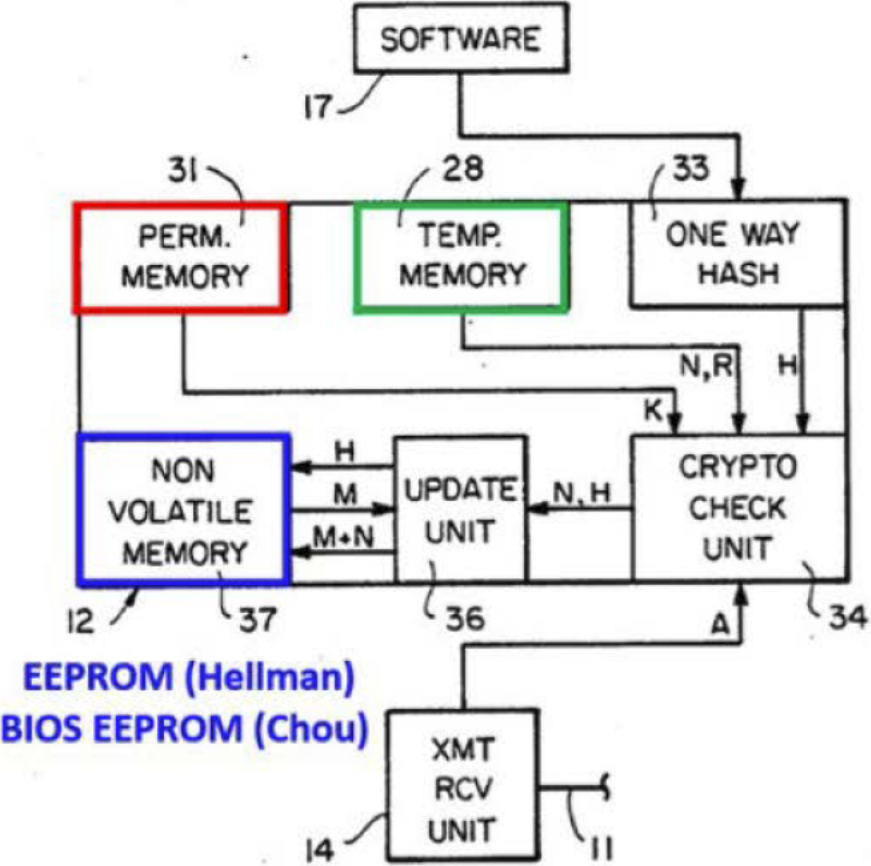 SOFTWARE
17
31
28
33
PERM.
MEMORY
TEMP.
MEMORY
ONE WAY
HASH
N,R
H
K
NON
VOLATILE
MEMORY
H
M
M+N
UPDATE
UNIT
N,H
CRYPTO
CHECK
UNIT
12
37
36
A
34
EEPROM (Hellman)
BIOS EEPROM (Chou)
XMT
RCV
UNIT
14
11